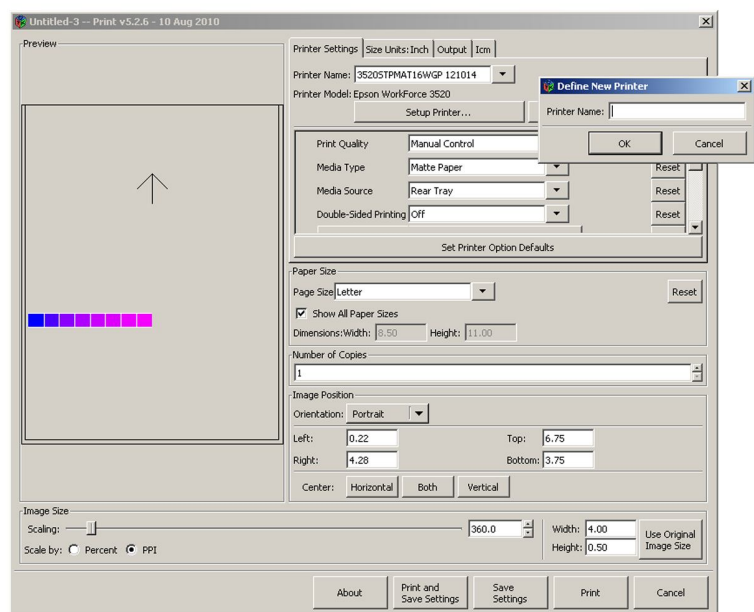 Untitled-3 -- Print v5.2.6 - 10 Aug 2010
Preview
Printer Settings Size Units:Inch Output Icm
Printer Name: 3520STPMAT16WGP 121014
Printer Model: Epson WorkForce 3520
Setup Printer...
Define New Printer
Printer Name:
OK Cancel
Print Quality Manual Control
Media Type Matte Paper Reset
Media Source Rear Tray Reset
Double-Sided Printing Off Reset
Set Printer Option Defaults
Paper Size
Page Size Letter Reset
Show All Paper Sizes
Dimensions:Width: 8.50 Height: 11.00
Number of Copies
1
Image Position
Orientation: Portrait
Left: 0.22 Top: 6.75
Right: 4.28 Bottom: 3.75
Center: Horizontal Both Vertical
Image Size
Scaling: 360.0 Width: 4.00 Use Original
Scale by: Percent PPI Height: 0.50 Image Size
About Print and Save Print Cancel
Save Settings Settings